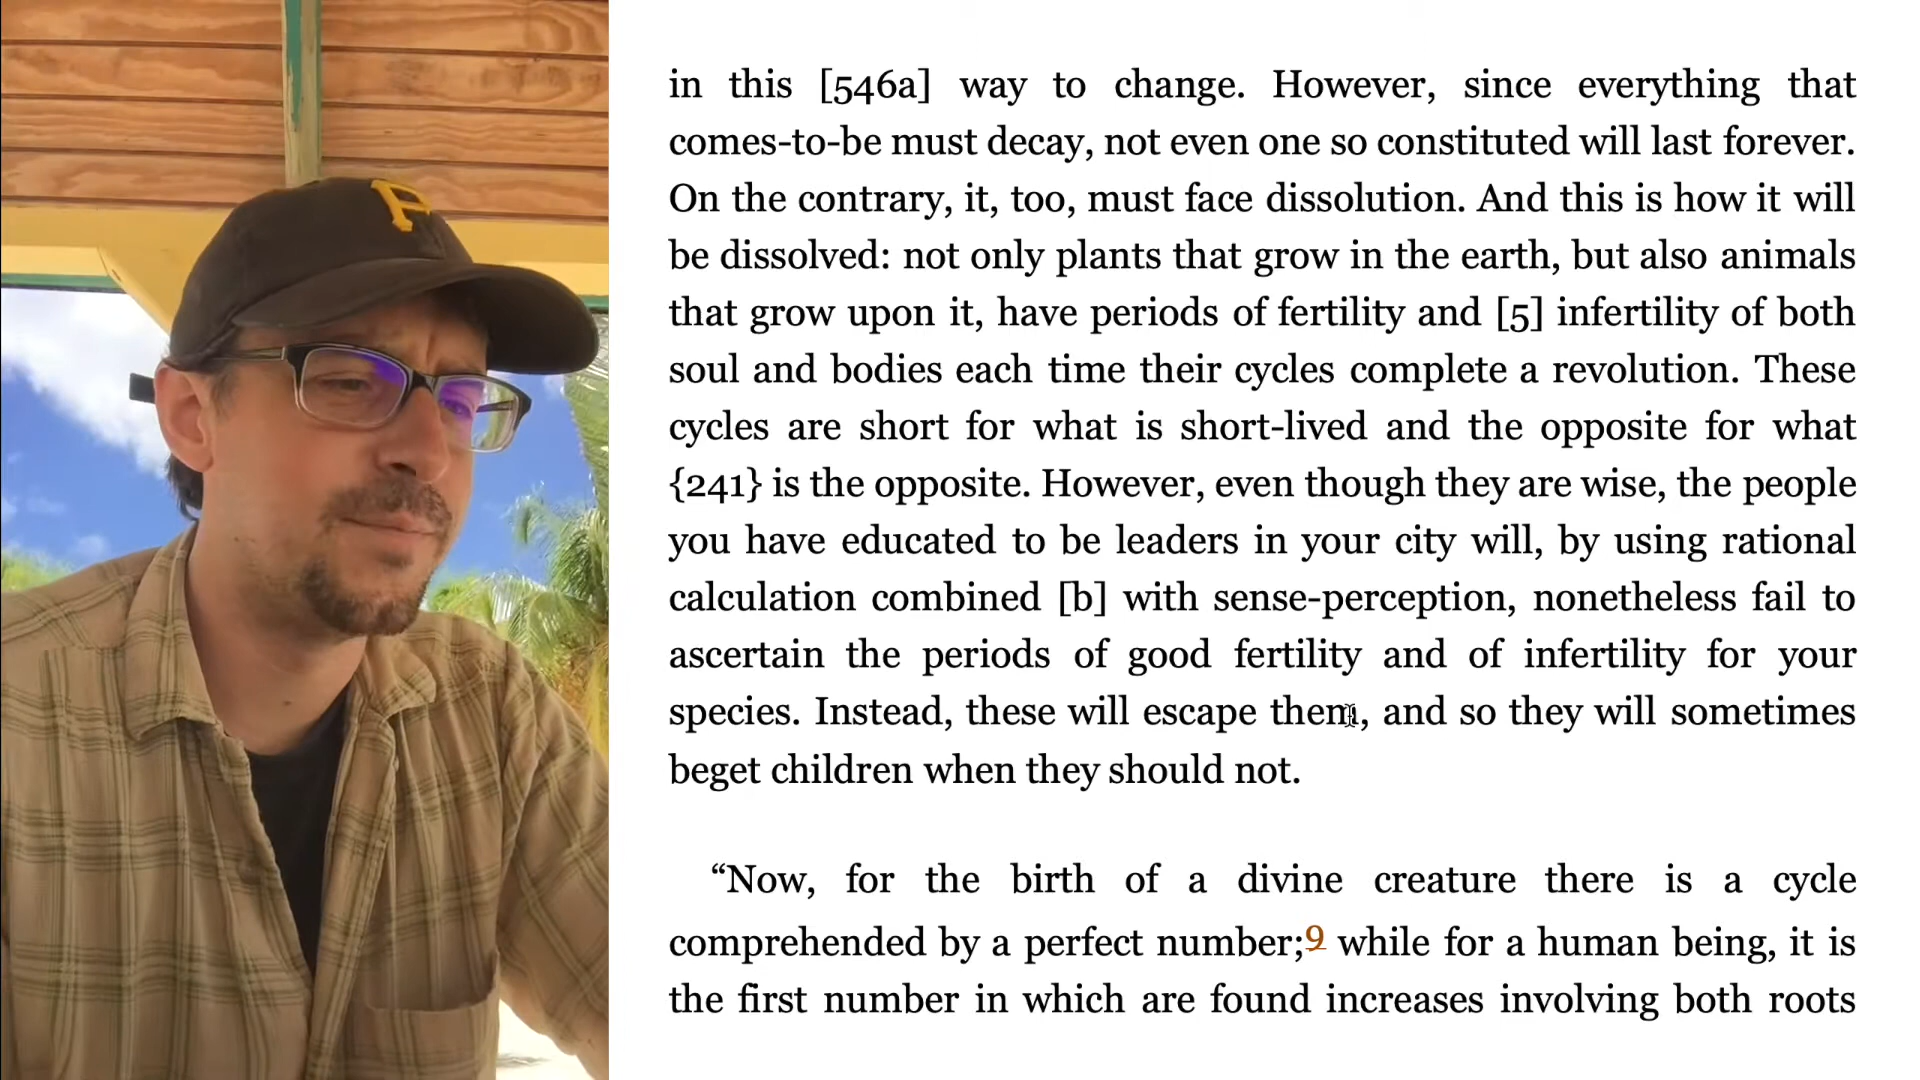 P
in this [546a] way to change. However, since everything that
comes-to-be must decay, not even one so constituted will last forever.
On the contrary, it, too, must face dissolution. And this is how it will
be dissolved: not only plants that grow in the earth, but also animals
that grow upon it, have periods of fertility and [5] infertility of both
soul and bodies each time their cycles complete a revolution. These
cycles are short for what is short-lived and the opposite for what
{241} is the opposite. However, even though they are wise, the people
you have educated to be leaders in your city will, by using rational
calculation combined [b] with sense-perception, nonetheless fail to
ascertain the periods of good fertility and of infertility for your
species. Instead, these will escape them, and so they will sometimes
beget children when they should not.
“Now, for the birth of a divine creature there is a cycle
comprehended by a perfect number;9 while for a human being, it is
the first number in which are found increases involving both roots